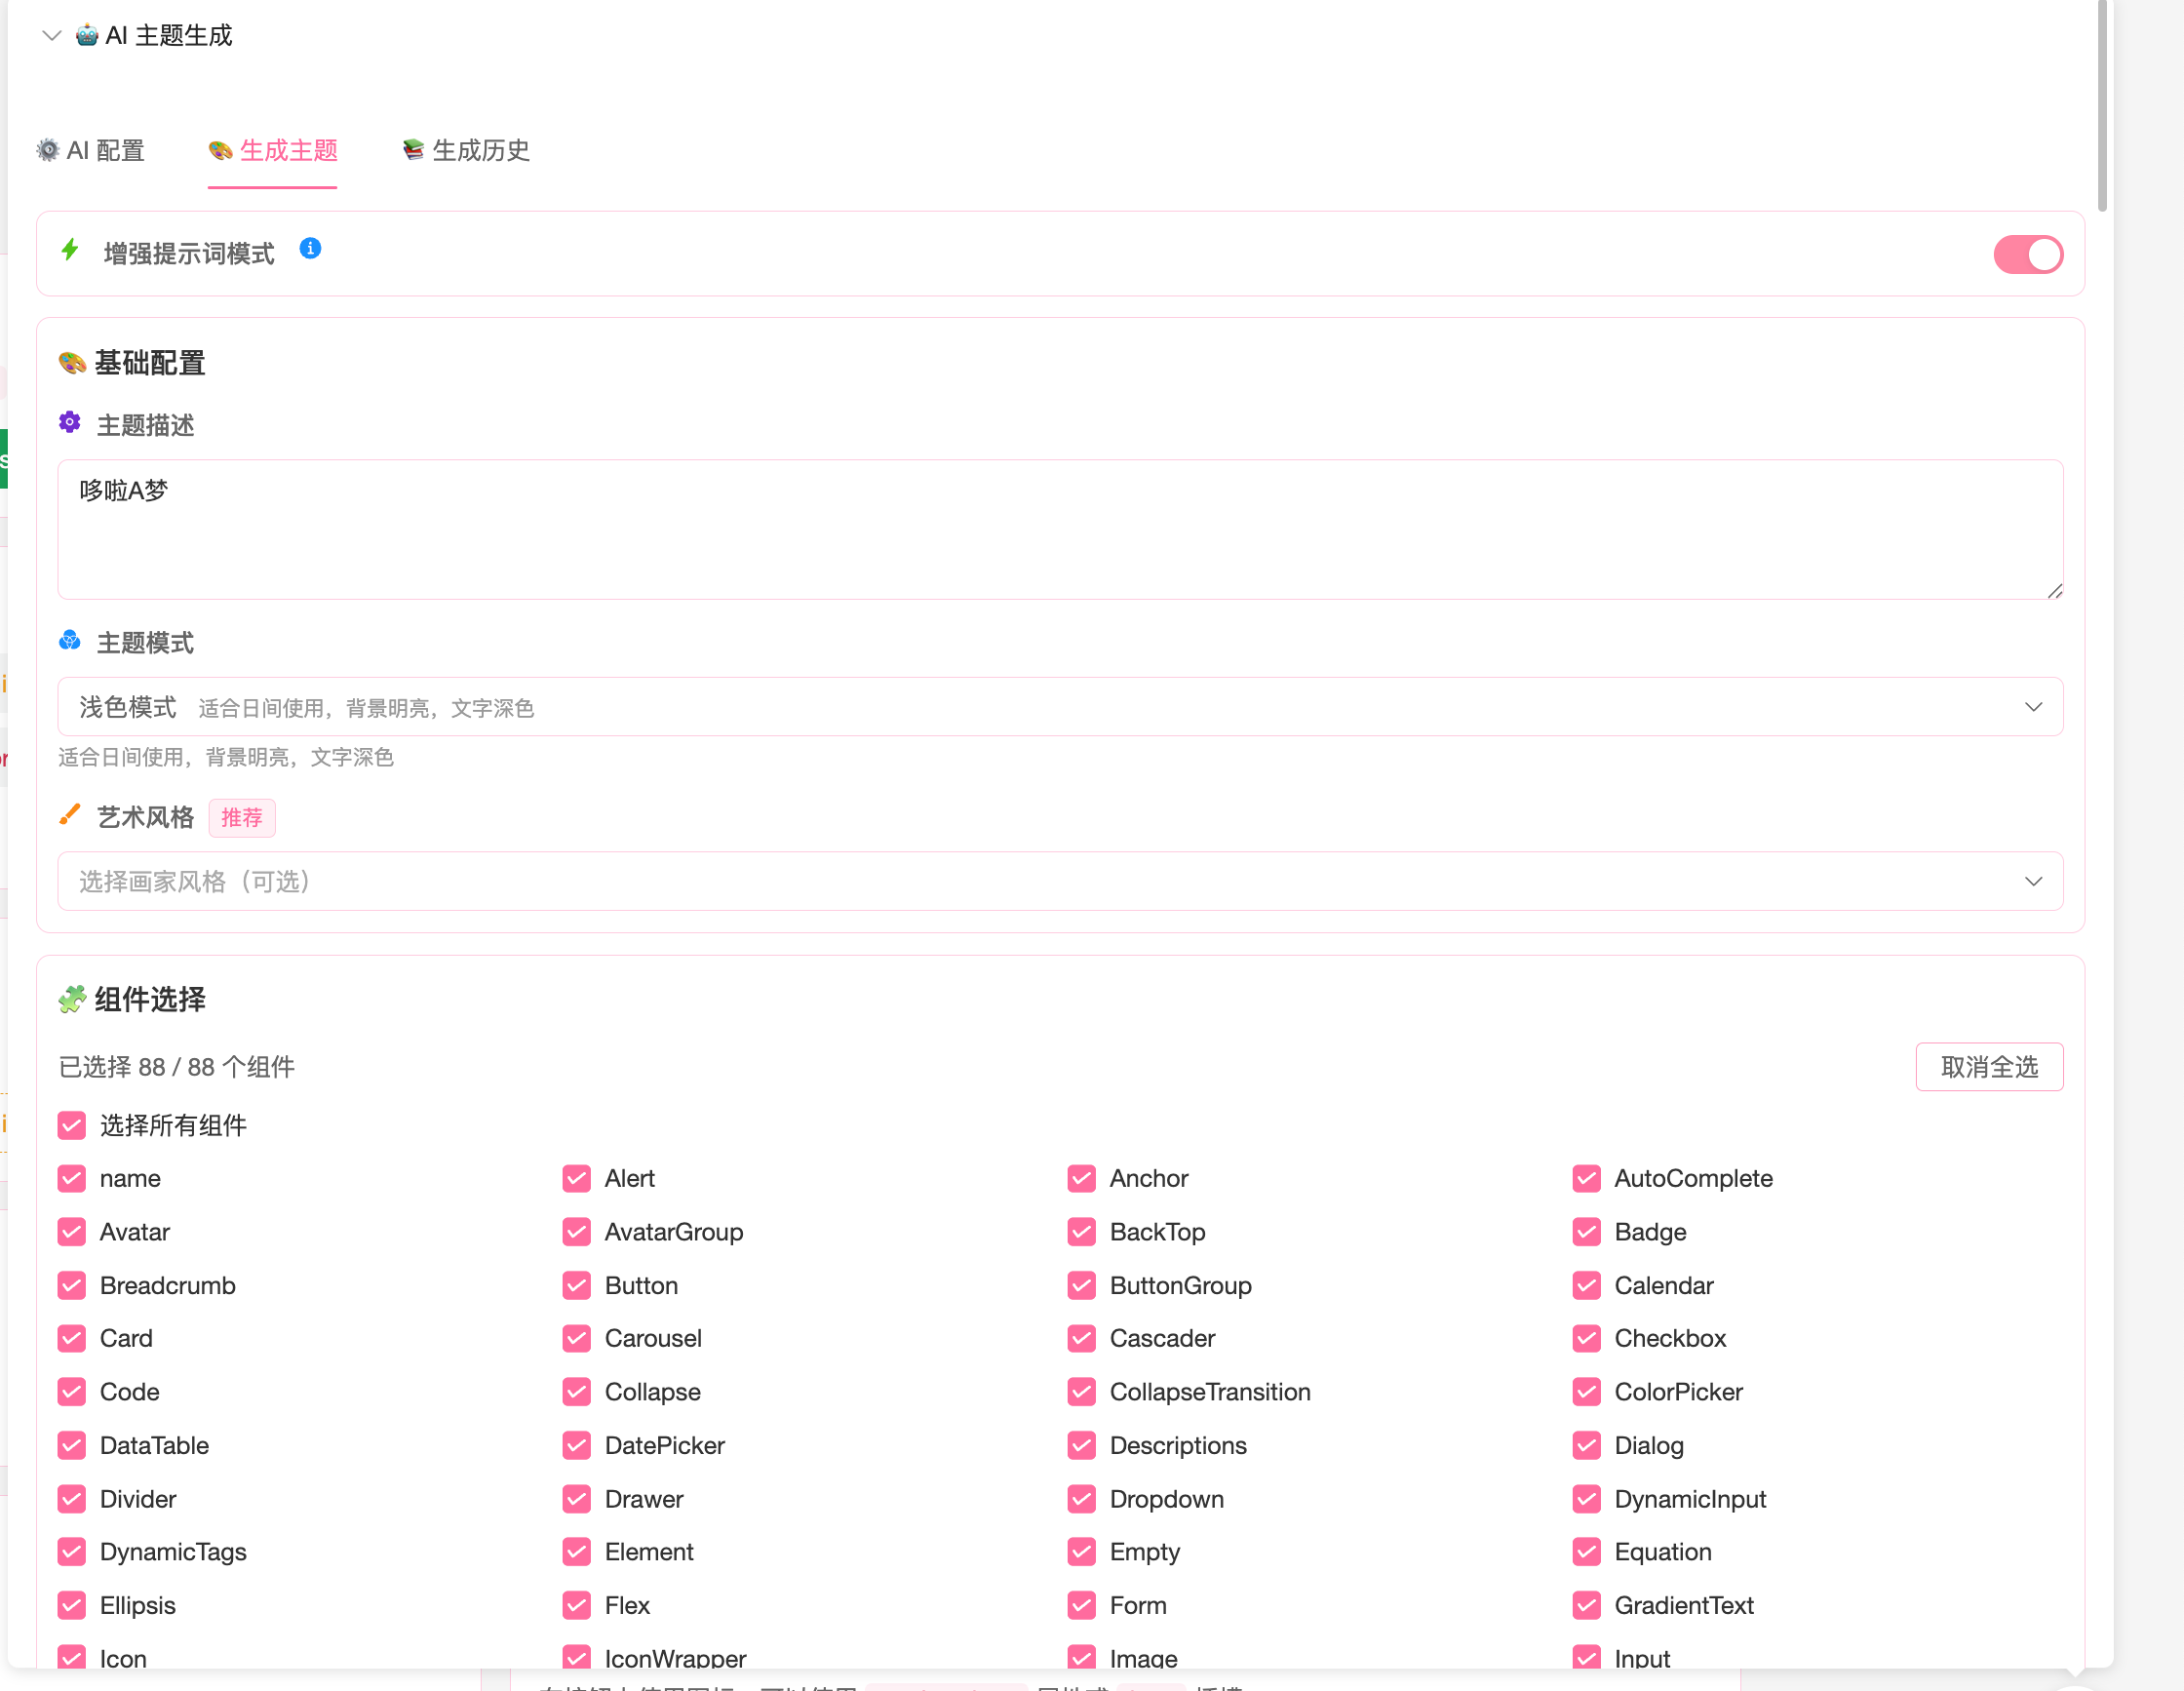 AI 主题生成
AI 配置
生成主题
生成历史
增强提示词模式
基础配置
主题描述
哆啦A梦
主题模式
浅色模式 适合日间使用，背景明亮，文字深色
适合日间使用，背景明亮，文字深色
艺术风格 推荐
选择画家风格（可选）
组件选择
已选择 88 / 88 个组件
取消全选
选择所有组件
name Alert Anchor AutoComplete
Avatar AvatarGroup BackTop Badge
Breadcrumb Button ButtonGroup Calendar
Card Carousel Cascader Checkbox
Code Collapse CollapseTransition ColorPicker
DataTable DatePicker Descriptions Dialog
Divider Drawer Dropdown DynamicInput
DynamicTags Element Empty Equation
Ellipsis Flex Form GradientText
Icon IconWrapper Image Input